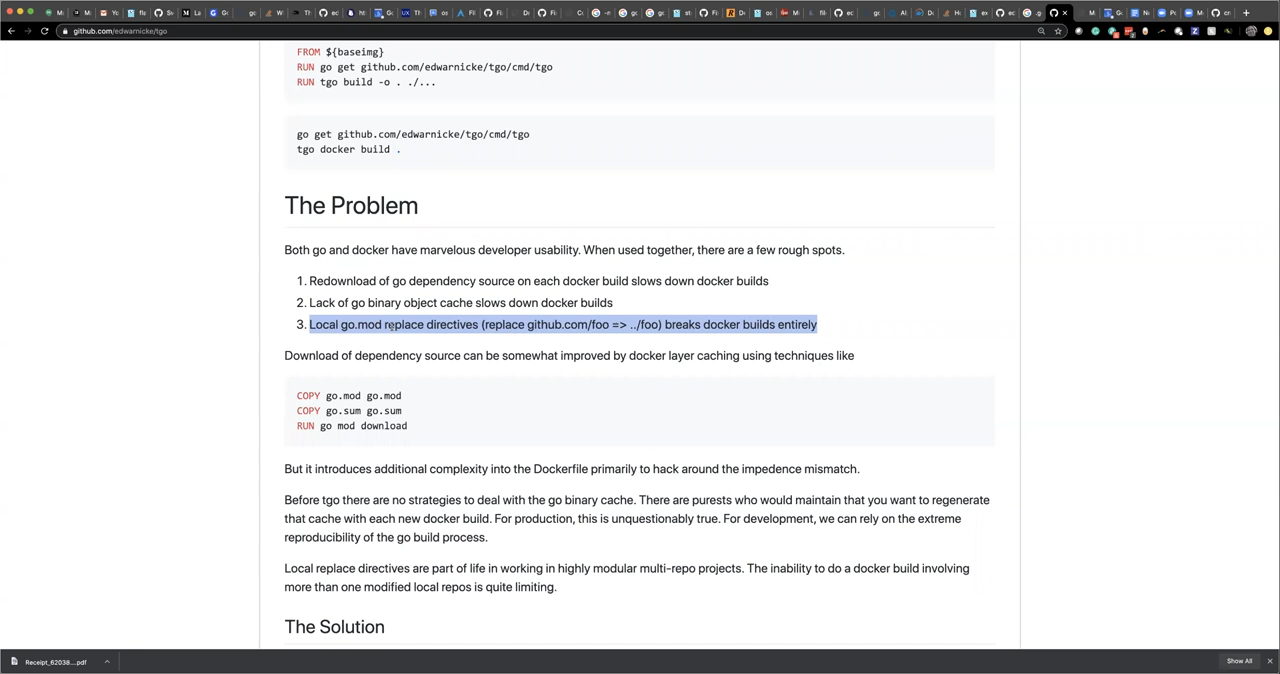 github.com/edwarnicke/tgo
FROM ${baseimg}
RUN go get github.com/edwarnicke/tgo/cmd/tgo
RUN tgo build -o . ./...
go get github.com/edwarnicke/tgo/cmd/tgo
tgo docker build .
The Problem
Both go and docker have marvelous developer usability. When used together, there are a few rough spots.
1. Redownload of go dependency source on each docker build slows down docker builds
2. Lack of go binary object cache slows down docker builds
3. Local go.mod replace directives (replace github.com/foo => ../foo) breaks docker builds entirely
Download of dependency source can be somewhat improved by docker layer caching using techniques like
COPY go.mod go.mod
COPY go.sum go.sum
RUN go mod download
But it introduces additional complexity into the Dockerfile primarily to hack around the impedence mismatch.
Before tgo there are no strategies to deal with the go binary cache. There are purests who would maintain that you want to regenerate
that cache with each new docker build. For production, this is unquestionably true. For development, we can rely on the extreme
reproducibility of the go build process.
Local replace directives are part of life in working in highly modular multi-repo projects. The inability to do a docker build involving
more than one modified local repos is quite limiting.
The Solution
Receipt_62038....pdf
Show All